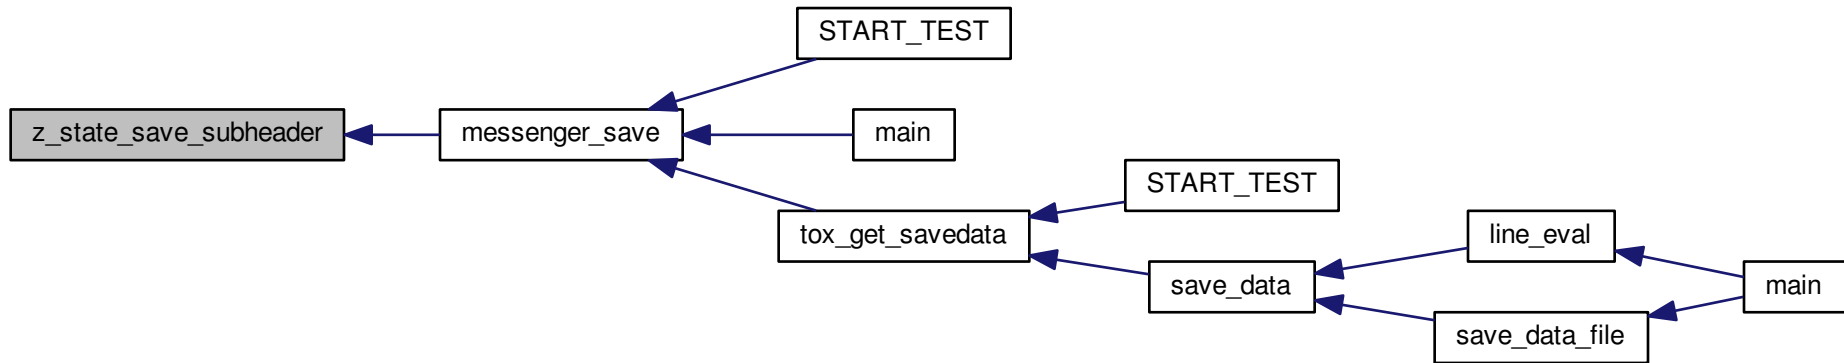 START_TEST
z_state_save_subheader
messenger_save
main
START_TEST
tox_get_savedata
line_eval
save_data
main
save_data_file